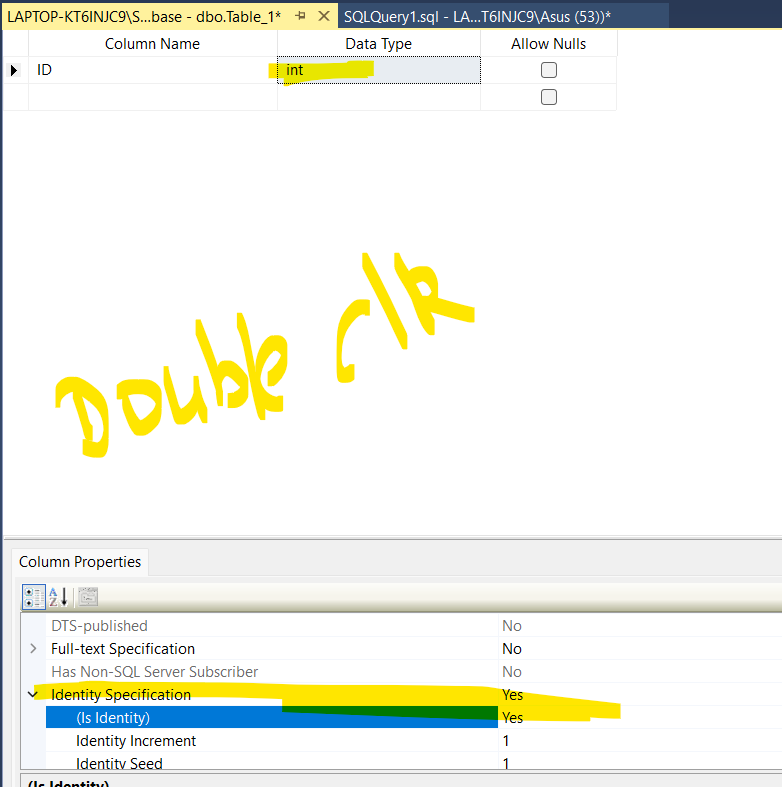 LAPTOP-KT6INJC9\S...base - dbo.Table_1* SQLQuery1.sql - LA...T6INJC9\Asus (53))*
Column Name Data Type Allow Nulls
ID int
Double Clk
Column Properties
DTS-published No
Full-text Specification No
Has Non-SQL Server Subscriber No
Identity Specification Yes
(Is Identity) Yes
Identity Increment 1
Identity Seed 1
(Is Identity)